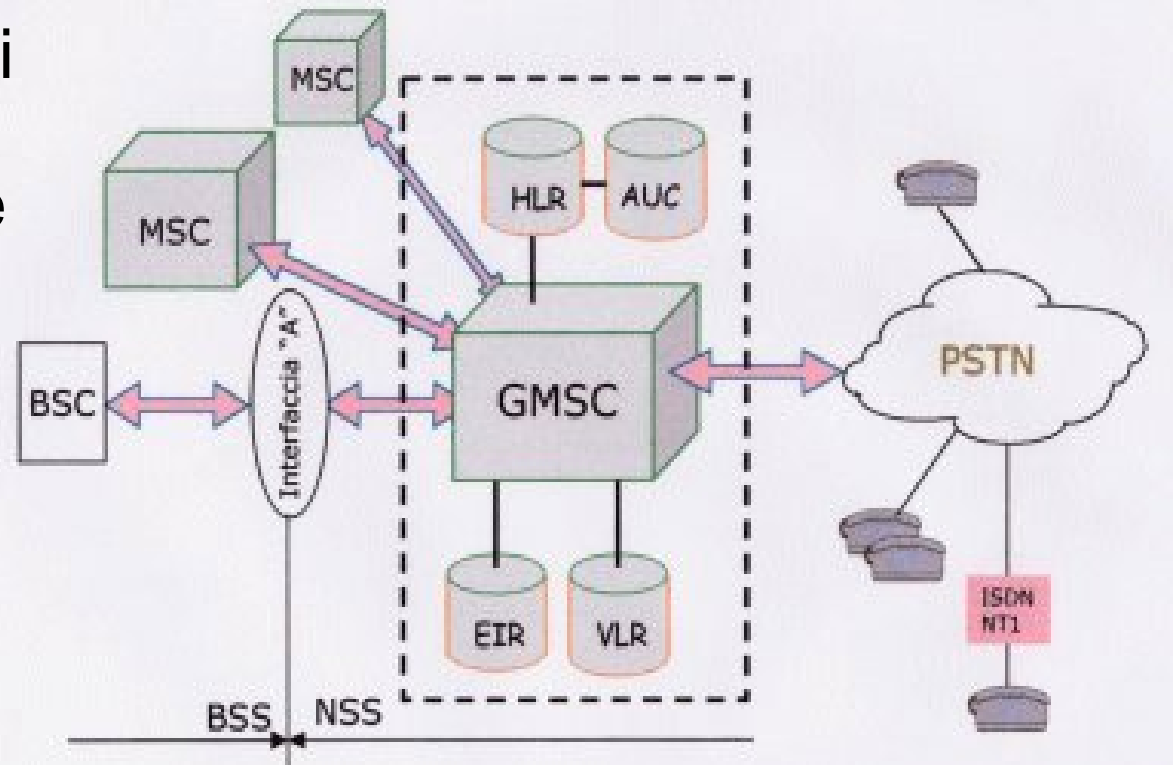 i
e
MSC
MSC
HLR
AUC
BSC
Interfaccia "A"
GMSC
PSTN
EIR
VLR
ISDN
NT1
BSS
NSS